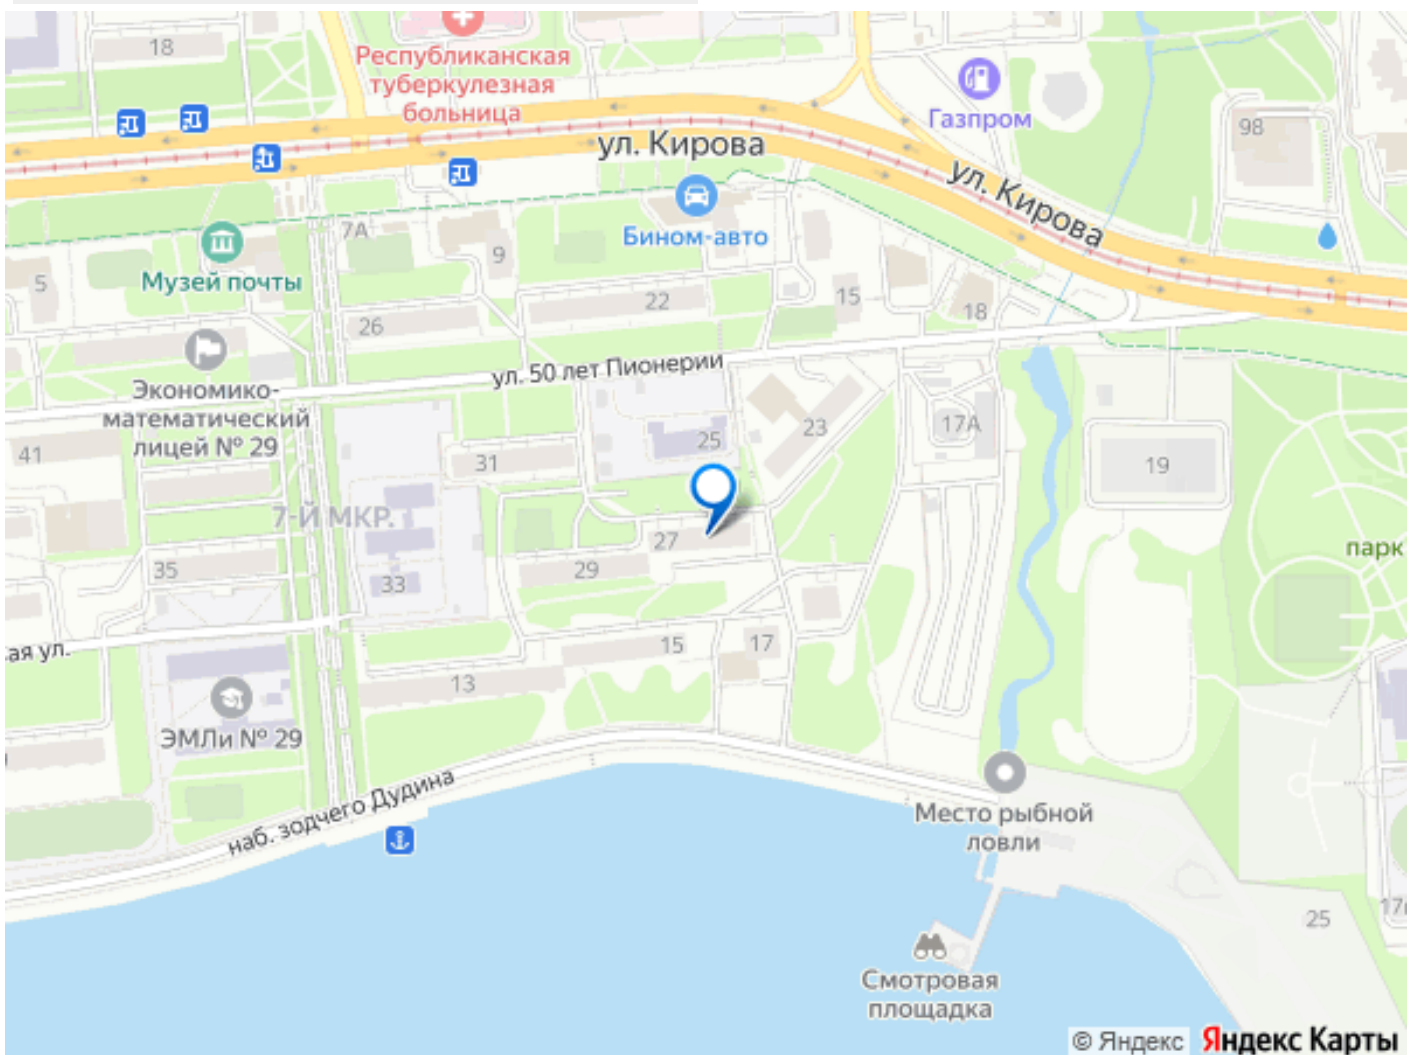 18
Республиканская
туберкулезная
больница
Газпром
98
ул. Кирова
ул. Кирова
Бином-авто
7А
9
5
Музей почты
22
15
18
26
Экономико-
математический
лицей № 29
ул. 50 лет Пионерии
41
31
25
23
17А
19
7-Й МКР.
27
29
35
33
парк
ая ул.
15
17
13
ЭМЛи № 29
наб. зодчего Дудина
Место рыбной
ловли
25
17
Смотровая
площадка
© Яндекс Яндекс Карты